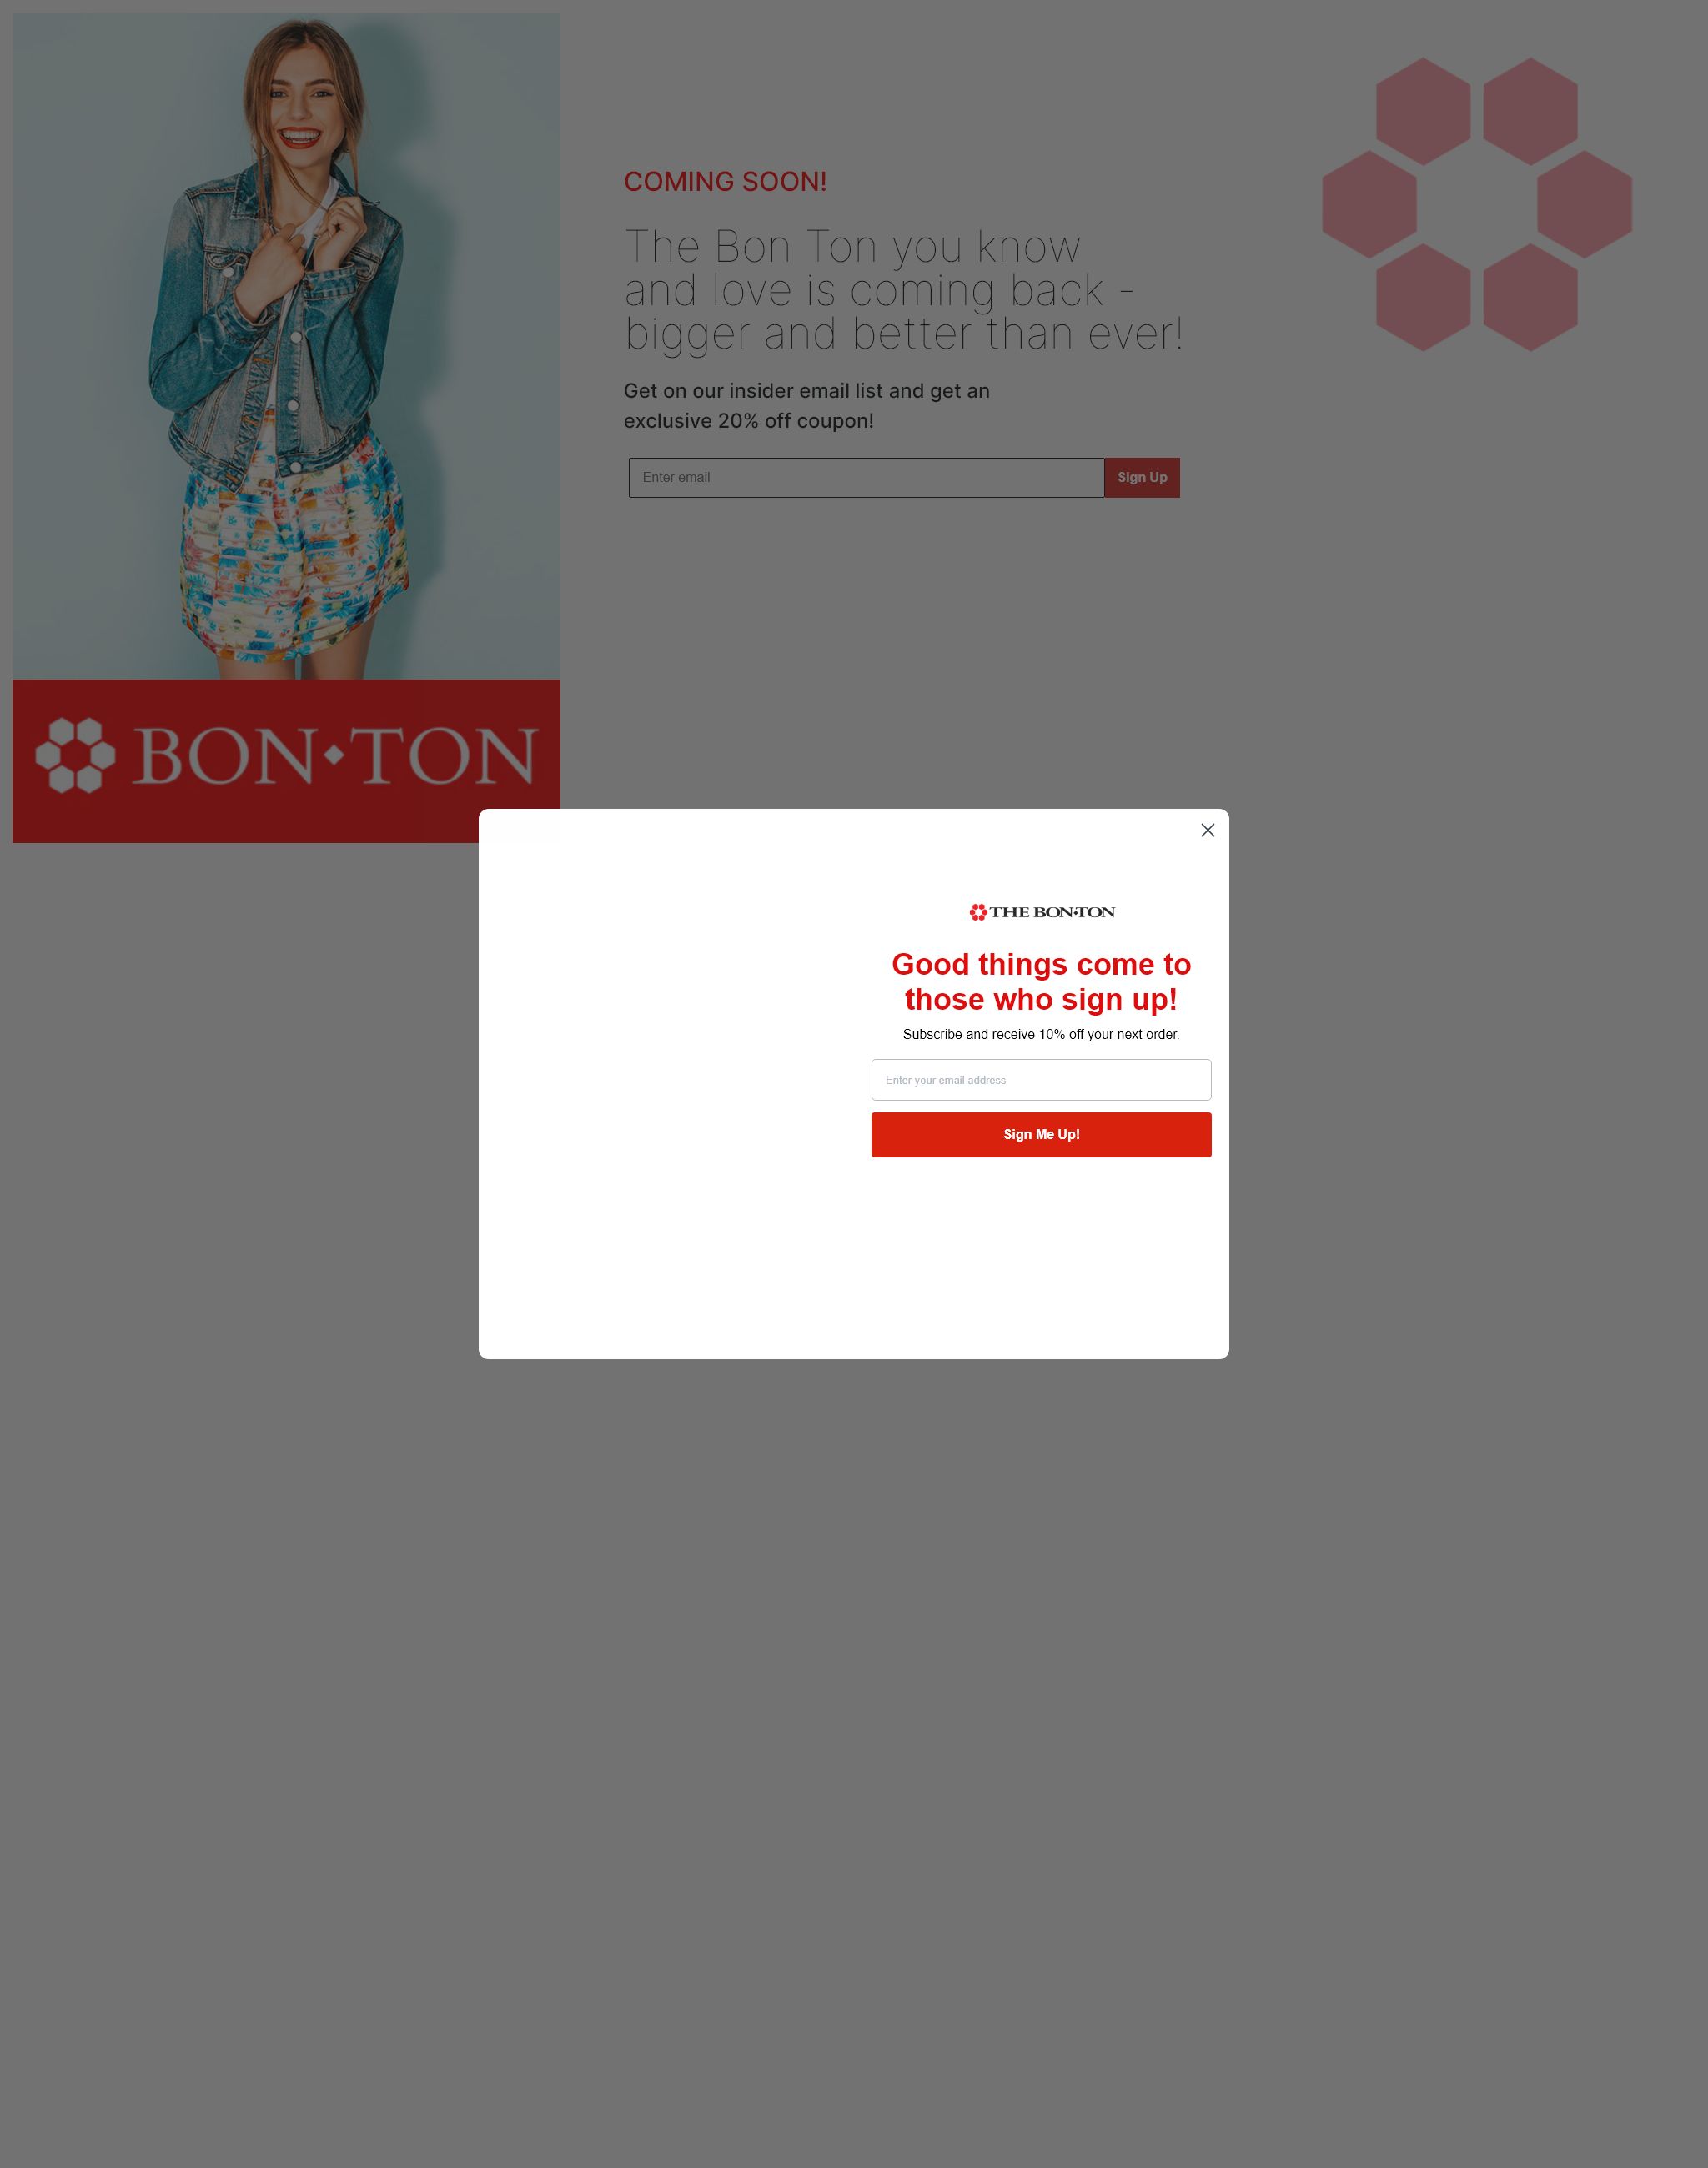 COMING SOON!
The Bon Ton you know
and love is coming back -
bigger and better than ever!
Get on our insider email list and get an
exclusive 20% off coupon!
Enter email
Sign Up
BON•TON
THE BON•TON
Good things come to
those who sign up!
Subscribe and receive 10% off your next order.
Enter your email address
Sign Me Up!